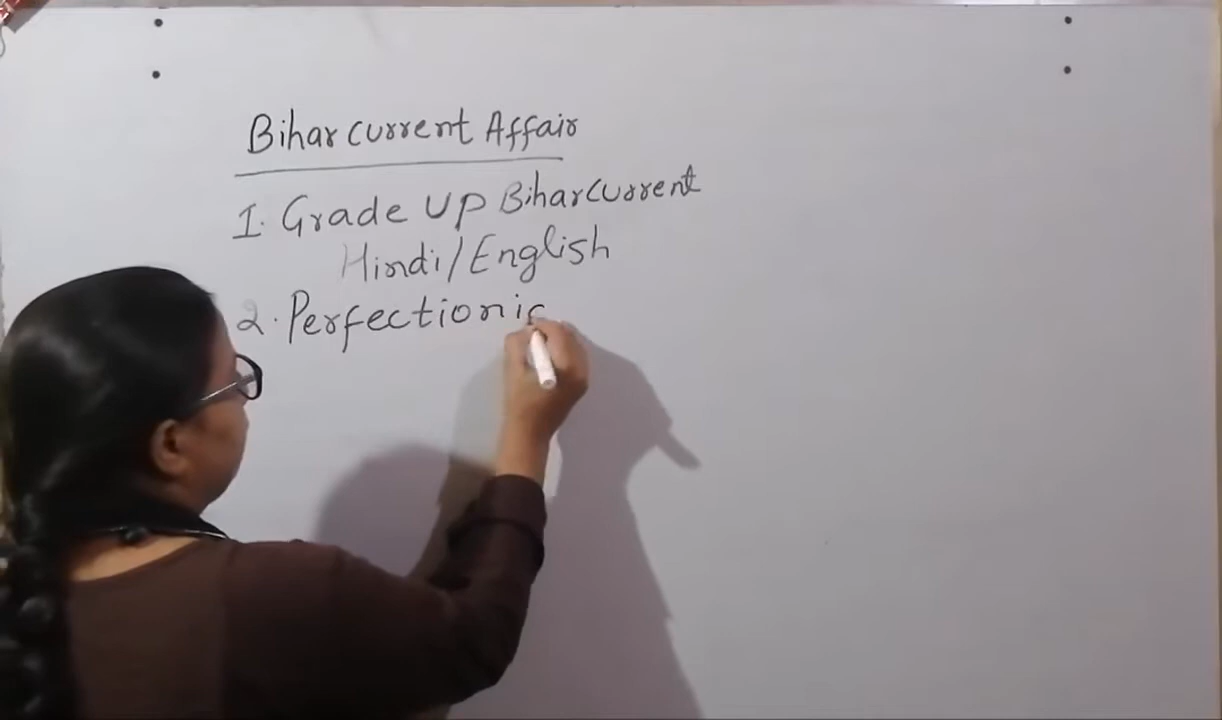 Bihar Current Affair
1. Grade Up Bihar Current
Hindi/English
2. Perfectionis